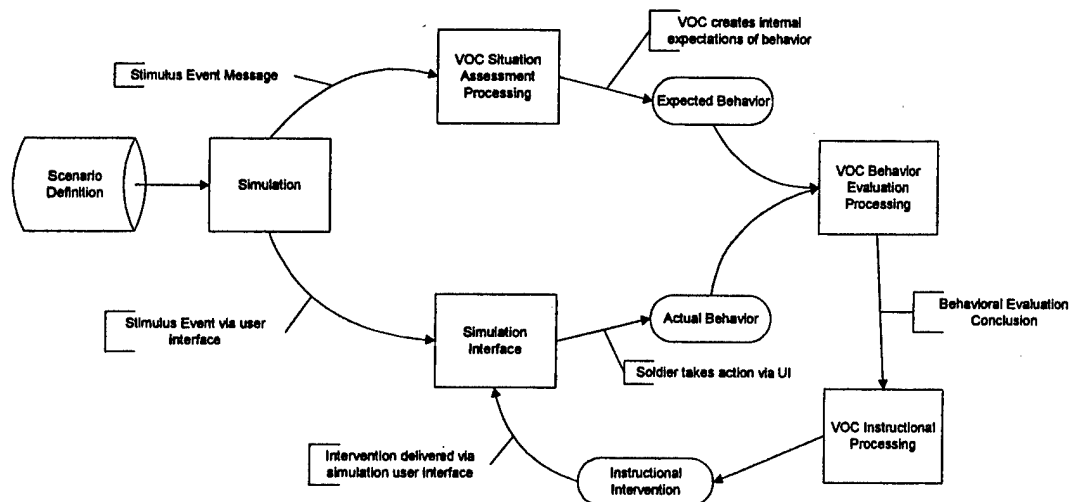 VOC creates internal
expectations of behavior
VOC Situation
Assessment
Processing
Stimulus Event Message
Expected Behavior
Scenario
Definition
Simulation
VOC Behavior
Evaluation
Processing
Stimulus Event via user
interface
Simulation
Interface
Actual Behavior
Behavioral Evaluation
Conclusion
Soldier takes action via UI
VOC Instructional
Processing
Intervention delivered via
simulation user interface
Instructional
Intervention